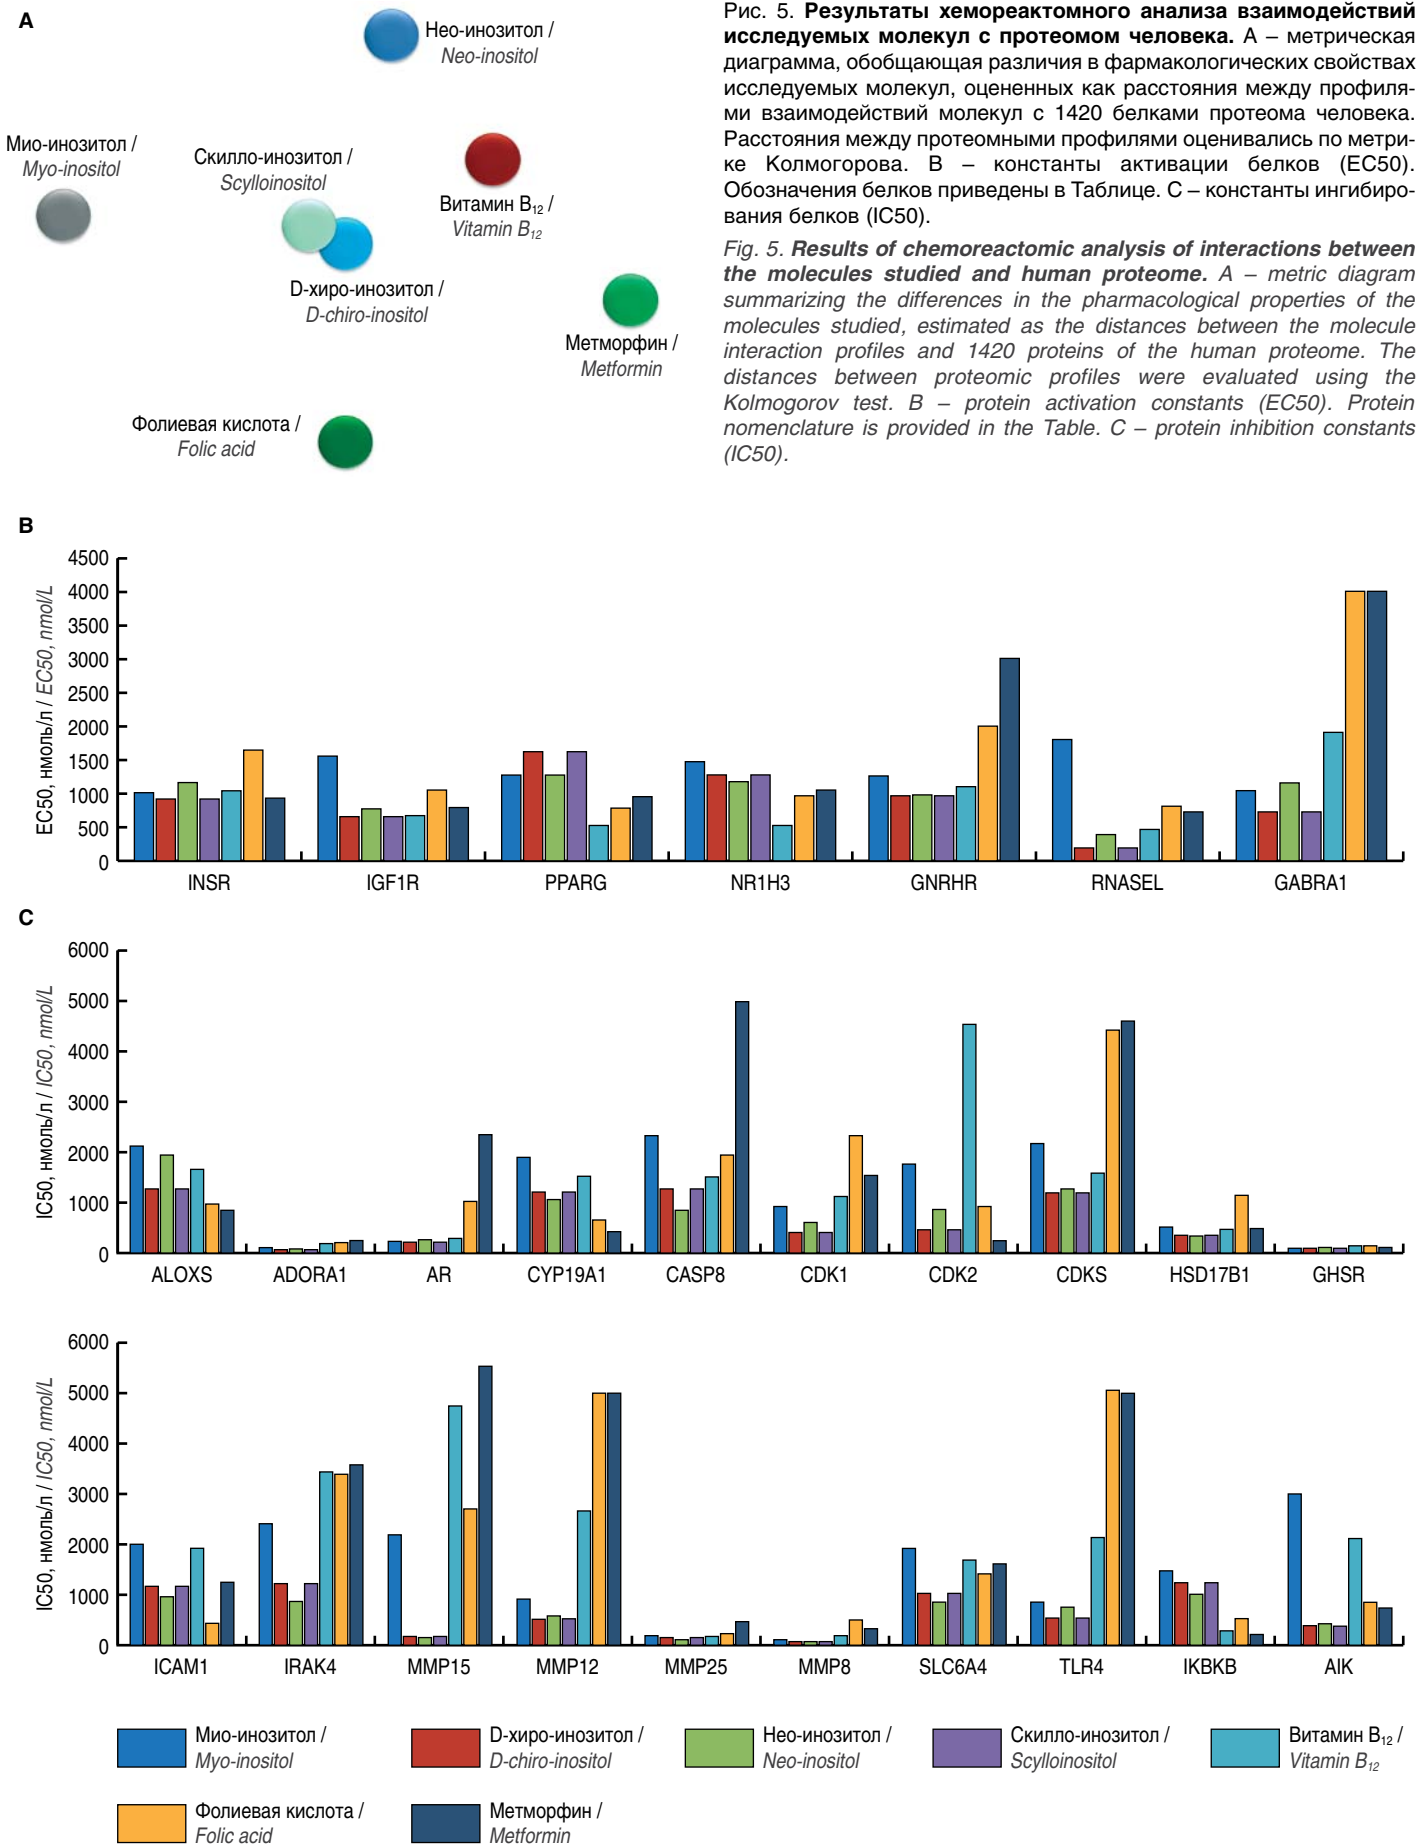 A
Нео-инозитол /
Neo-inositol
Мио-инозитол /
Myo-inositol
Скилло-инозитол /
Scylloinositol
Витамин B12 /
Vitamin B12
D-хиро-инозитол /
D-chiro-inositol
Метморфин /
Metformin
Фолиевая кислота /
Folic acid
Рис. 5. Результаты хемореактомного анализа взаимодействий
исследуемых молекул с протеомом человека. А – метрическая
диаграмма, обобщающая различия в фармакологических свойствах
исследуемых молекул, оцененных как расстояния между профиля-
ми взаимодействий молекул с 1420 белками протеома человека.
Расстояния между протеомными профилями оценивались по метри-
ке Колмогорова. В – константы активации белков (EC50).
Обозначения белков приведены в Таблице. С – константы ингибиро-
вания белков (IC50).
Fig. 5. Results of chemoreactomic analysis of interactions between
the molecules studied and human proteome. A – metric diagram
summarizing the differences in the pharmacological properties of the
molecules studied, estimated as the distances between the molecule
interaction profiles and 1420 proteins of the human proteome. The
distances between proteomic profiles were evaluated using the
Kolmogorov test. B – protein activation constants (EC50). Protein
nomenclature is provided in the Table. C – protein inhibition constants
(IC50).
B
EC50, нмоль/л / EC50, nmol/L
4500
4000
3500
3000
2500
2000
1500
1000
500
0
INSR IGF1R PPARG NR1H3 GNRHR RNASEL GABRA1
C
IC50, нмоль/л / IC50, nmol/L
6000
5000
4000
3000
2000
1000
0
ALOXS ADORA1 AR CYP19A1 CASP8 CDK1 CDK2 CDKS HSD17B1 GHSR
IC50, нмоль/л / IC50, nmol/L
6000
5000
4000
3000
2000
1000
0
ICAM1 IRAK4 MMP15 MMP12 MMP25 MMP8 SLC6A4 TLR4 IKBKB AIK
Мио-инозитол /
Myo-inositol
D-хиро-инозитол /
D-chiro-inositol
Нео-инозитол /
Neo-inositol
Скилло-инозитол /
Scylloinositol
Витамин B12 /
Vitamin B12
Фолиевая кислота /
Folic acid
Метморфин /
Metformin